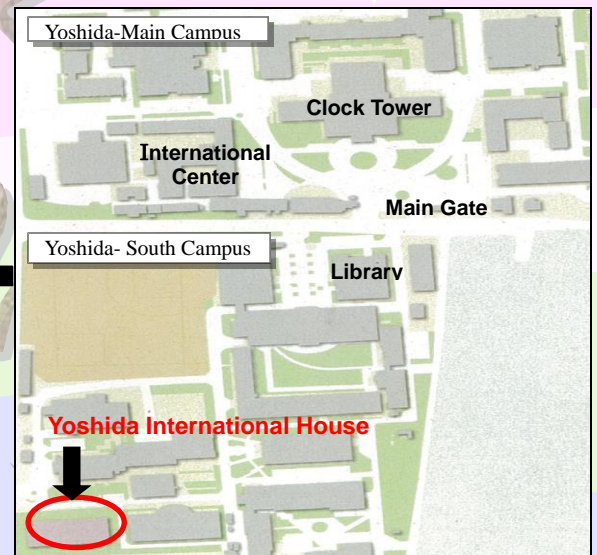 Yoshida-Main Campus
Clock Tower
International
Center
Main Gate
Yoshida- South Campus
Library
Yoshida International House